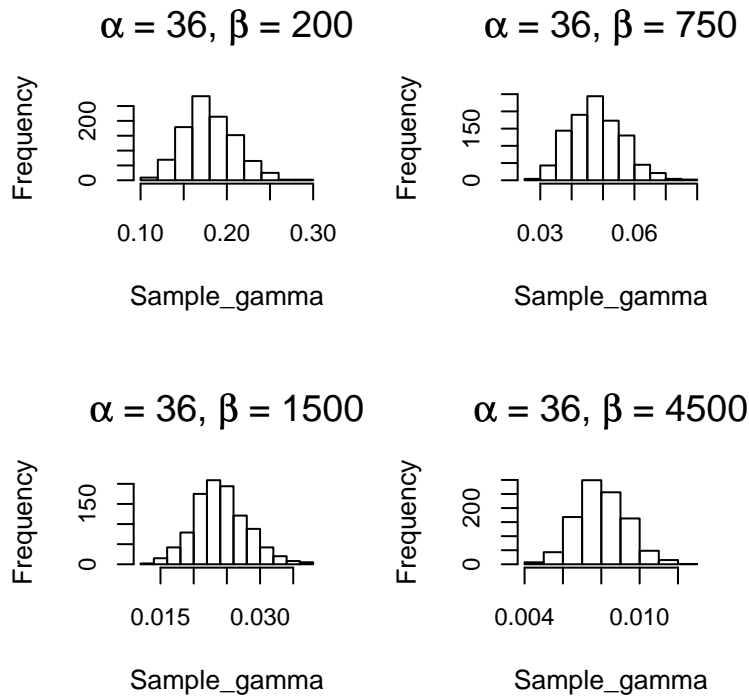 α = 36, β = 200
Frequency
0 200
0.10 0.20 0.30
Sample_gamma
α = 36, β = 750
Frequency
0 150
0.03 0.06
Sample_gamma
α = 36, β = 1500
Frequency
0 150
0.015 0.030
Sample_gamma
α = 36, β = 4500
Frequency
0 200
0.004 0.010
Sample_gamma